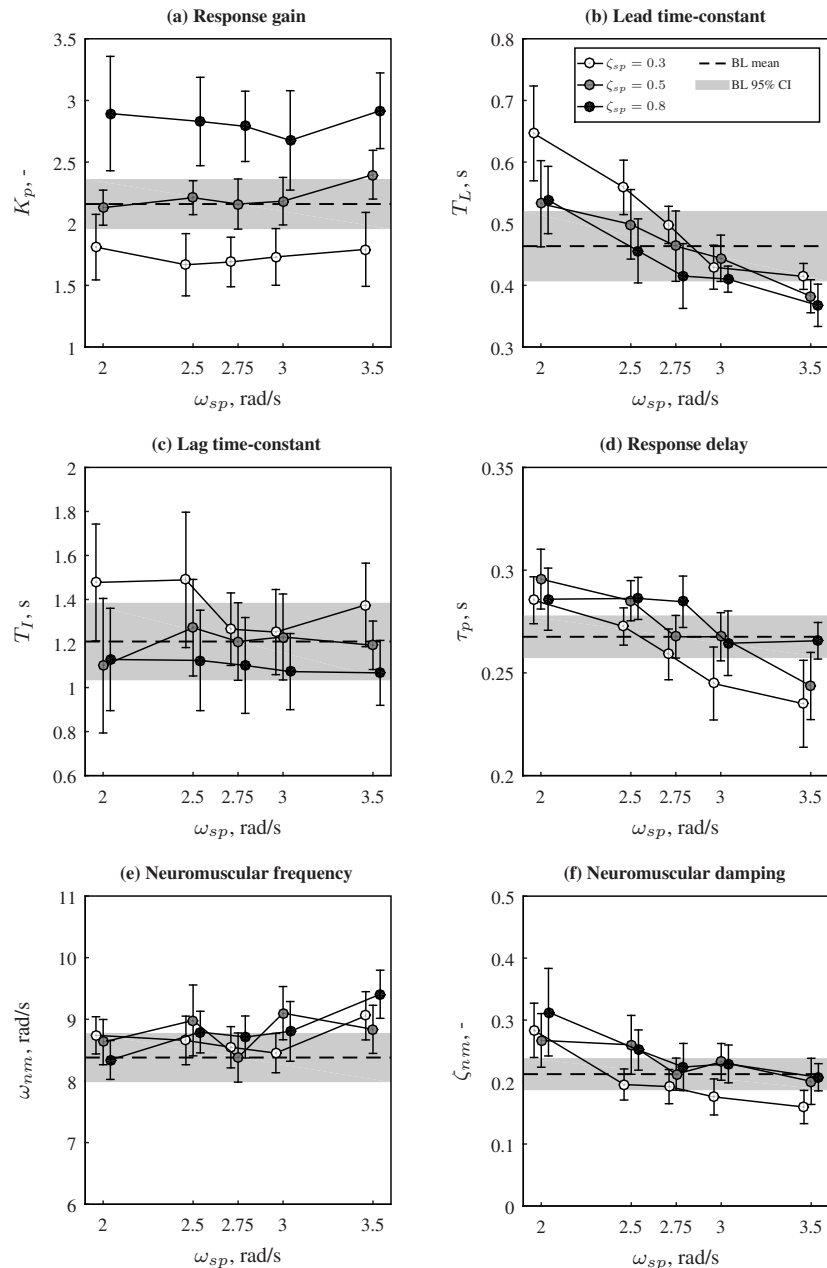 (a) Response gain
3.5
3
2.5
2
1.5
1
K_p, -
2 2.5 2.75 3 3.5
ω_sp, rad/s
(b) Lead time-constant
0.8
0.7
0.6
0.5
0.4
0.3
T_L, s
ζ_sp = 0.3
ζ_sp = 0.5
ζ_sp = 0.8
BL mean
BL 95% CI
2 2.5 2.75 3 3.5
ω_sp, rad/s
(c) Lag time-constant
2
1.8
1.6
1.4
1.2
1
0.8
0.6
T_I, s
2 2.5 2.75 3 3.5
ω_sp, rad/s
(d) Response delay
0.35
0.3
0.25
0.2
τ_p, s
2 2.5 2.75 3 3.5
ω_sp, rad/s
(e) Neuromuscular frequency
11
10
9
8
7
6
ω_nm, rad/s
2 2.5 2.75 3 3.5
ω_sp, rad/s
(f) Neuromuscular damping
0.5
0.4
0.3
0.2
0.1
0
ζ_nm, -
2 2.5 2.75 3 3.5
ω_sp, rad/s